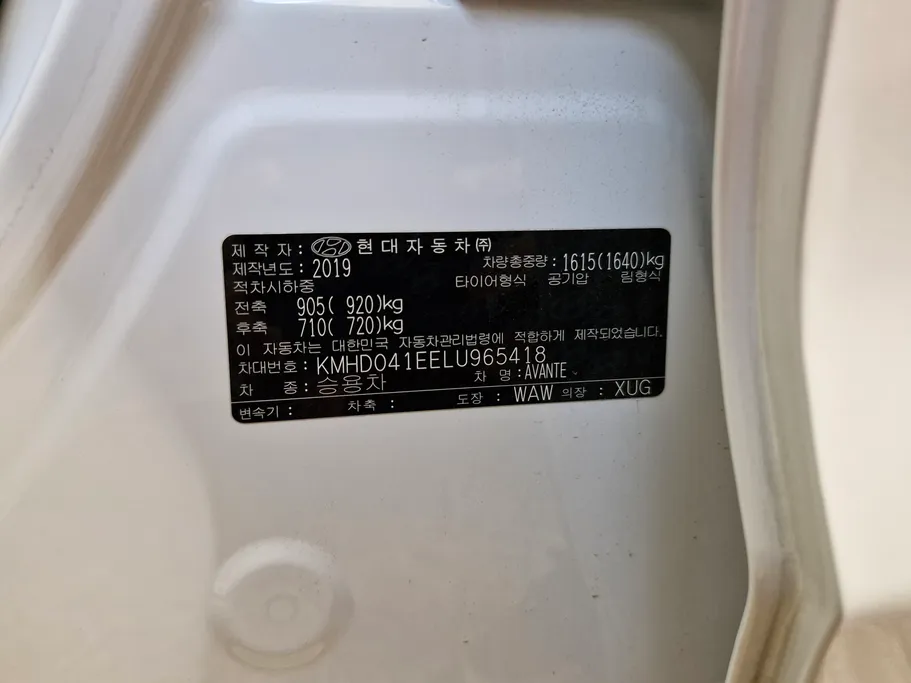 제 작 자 : 현대자동차㈜
제작년도 : 2019 차량총중량 : 1615(1640)kg
적차시하중 타이어형식 공기압 림형식
전축 905( 920)kg
후축 710( 720)kg
이 자동차는 대한민국 자동차관리법령에 적합하게 제작되었습니다.
차대번호 : KMHD041EELU965418
차 종 : 승용차 차 명 : AVANTE
변속기 : 차축 : 도장 : WAW 의장 : XUG